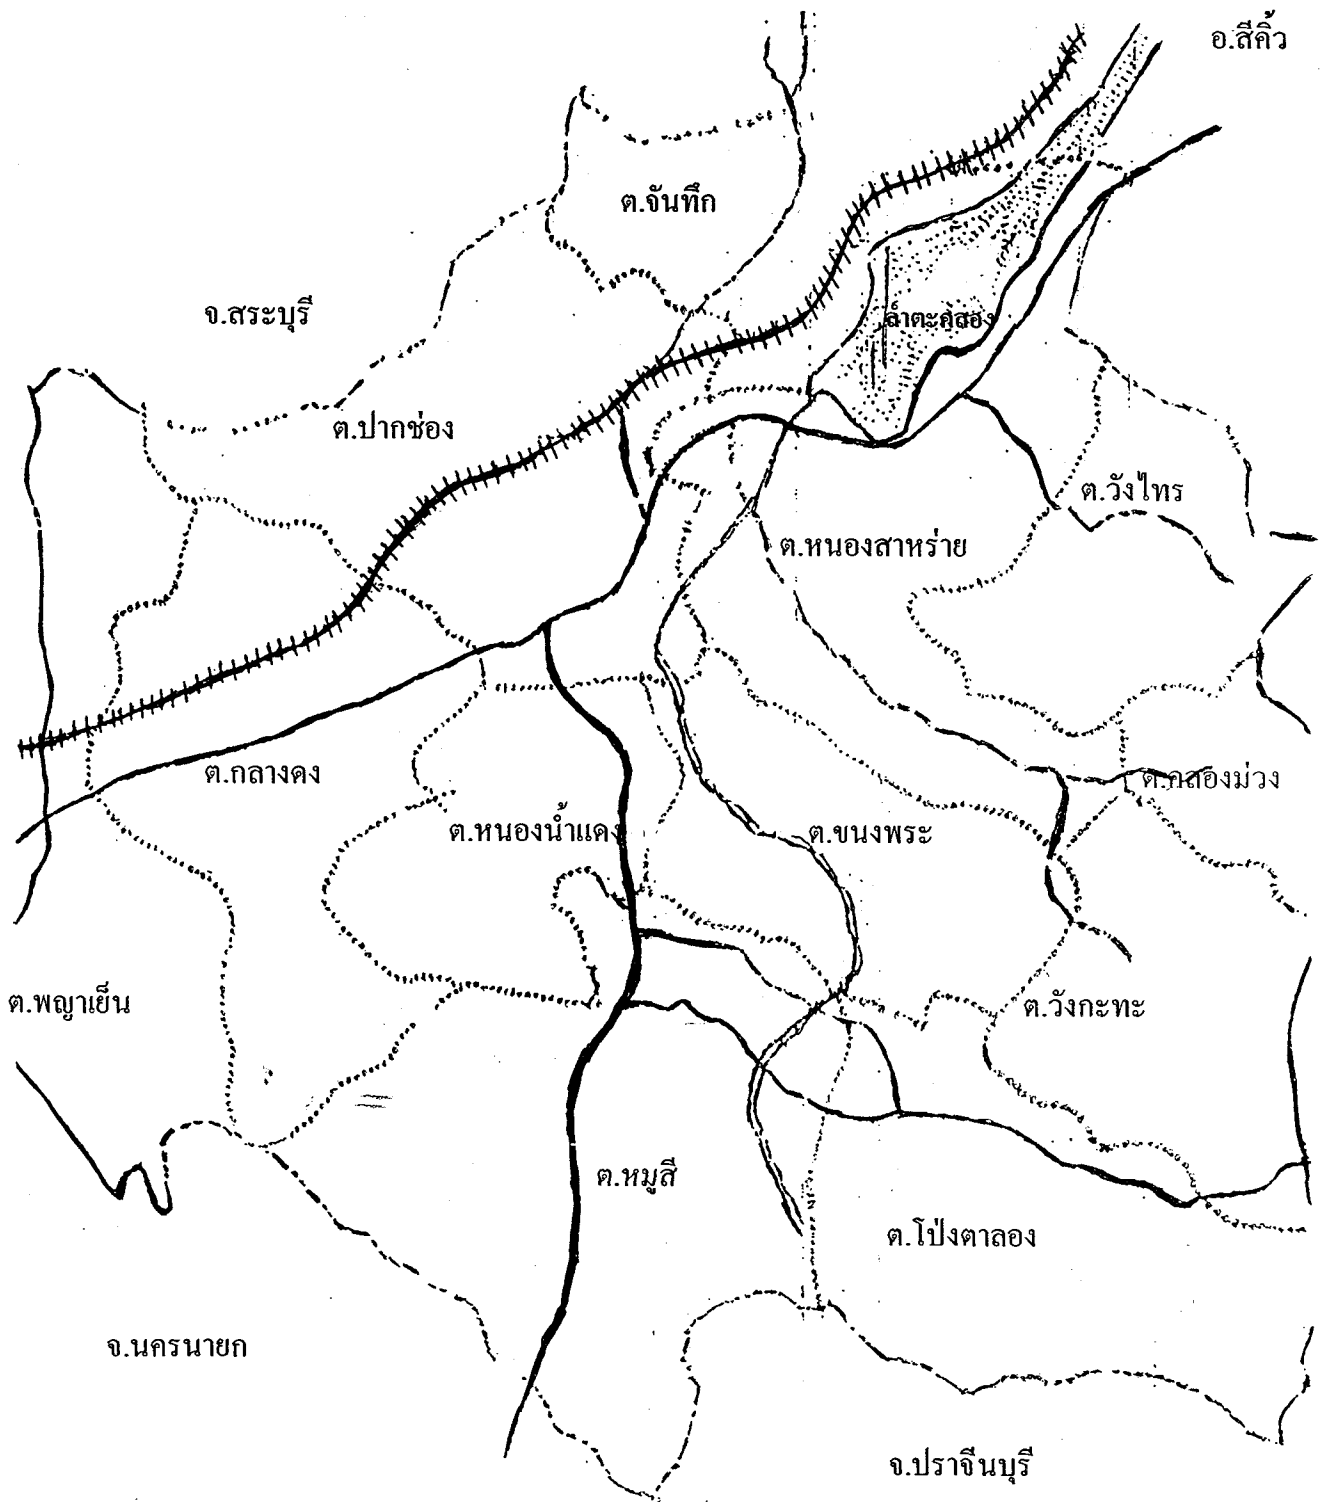 อ.สีคิ้ว
ต.จันทึก
จ.สระบุรี
ลำตะคลอง
ต.ปากช่อง
ต.วังไทร
ต.หนองสาหร่าย
ต.กลางดง
ต.คลองม่วง
ต.หนองน้ำแดง
ต.ขนงพระ
ต.พญาเย็น
ต.วังกะทะ
ต.หมูสี
ต.โป่งตาลอง
จ.นครนายก
จ.ปราจีนบุรี